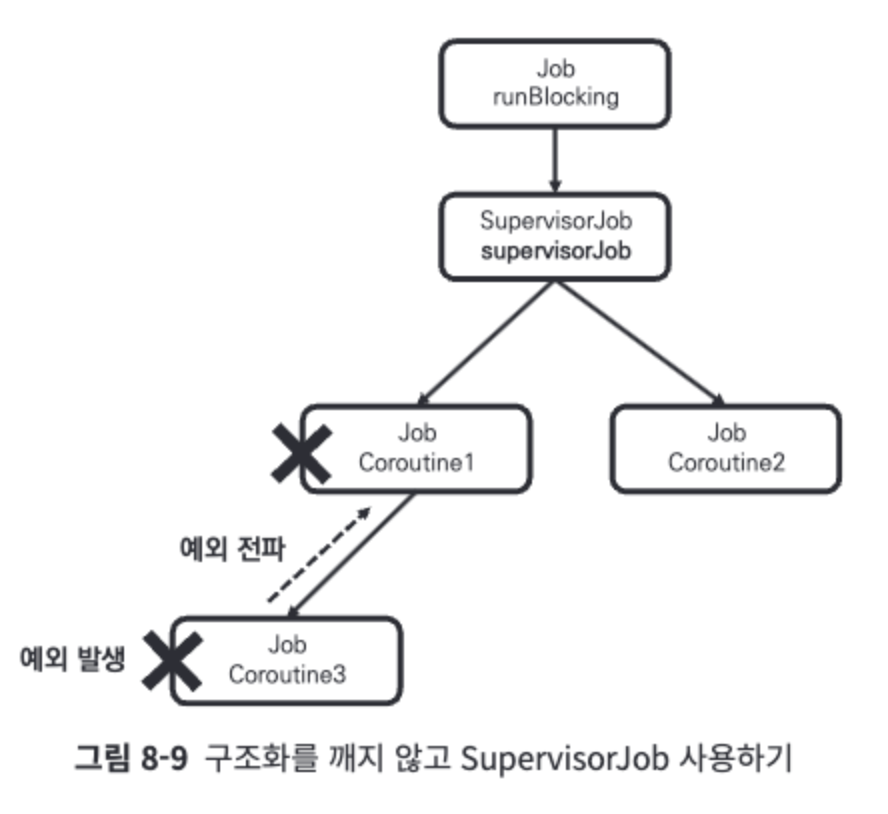 Job
runBlocking
SupervisorJob
supervisorJob
Job
Coroutine1
Job
Coroutine2
예외 전파
예외 발생
Job
Coroutine3
그림 8-9 구조화를 깨지 않고 SupervisorJob 사용하기